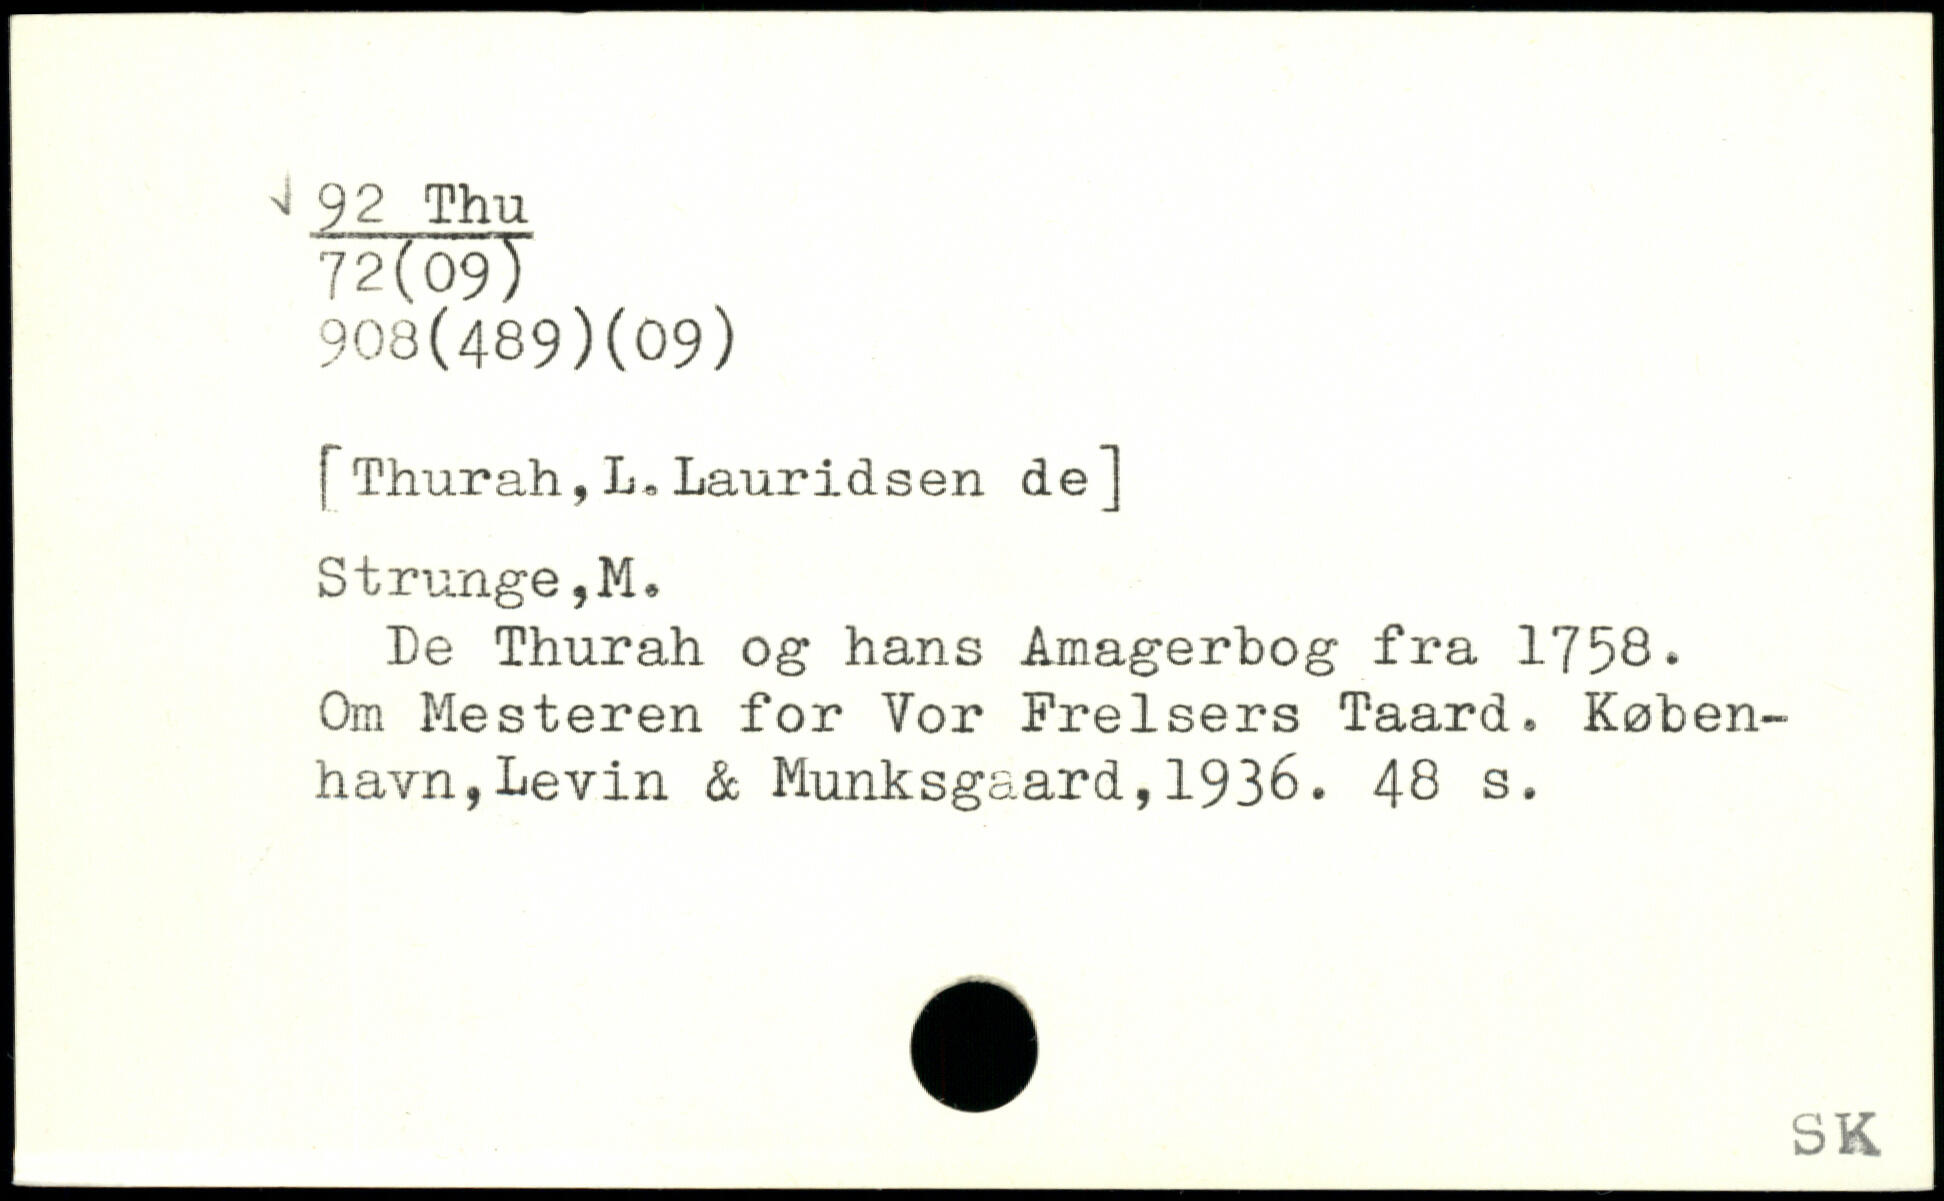 92 Thu
72(09)
908(489)(09)
[Thurah,L.Lauridsen de]
Strunge,M.
De Thurah og hans Amagerbog fra 1758.
Om Mesteren for Vor Frelsers Taard. Køben-
havn,Levin & Munksgaard,1936. 48 s.
SK